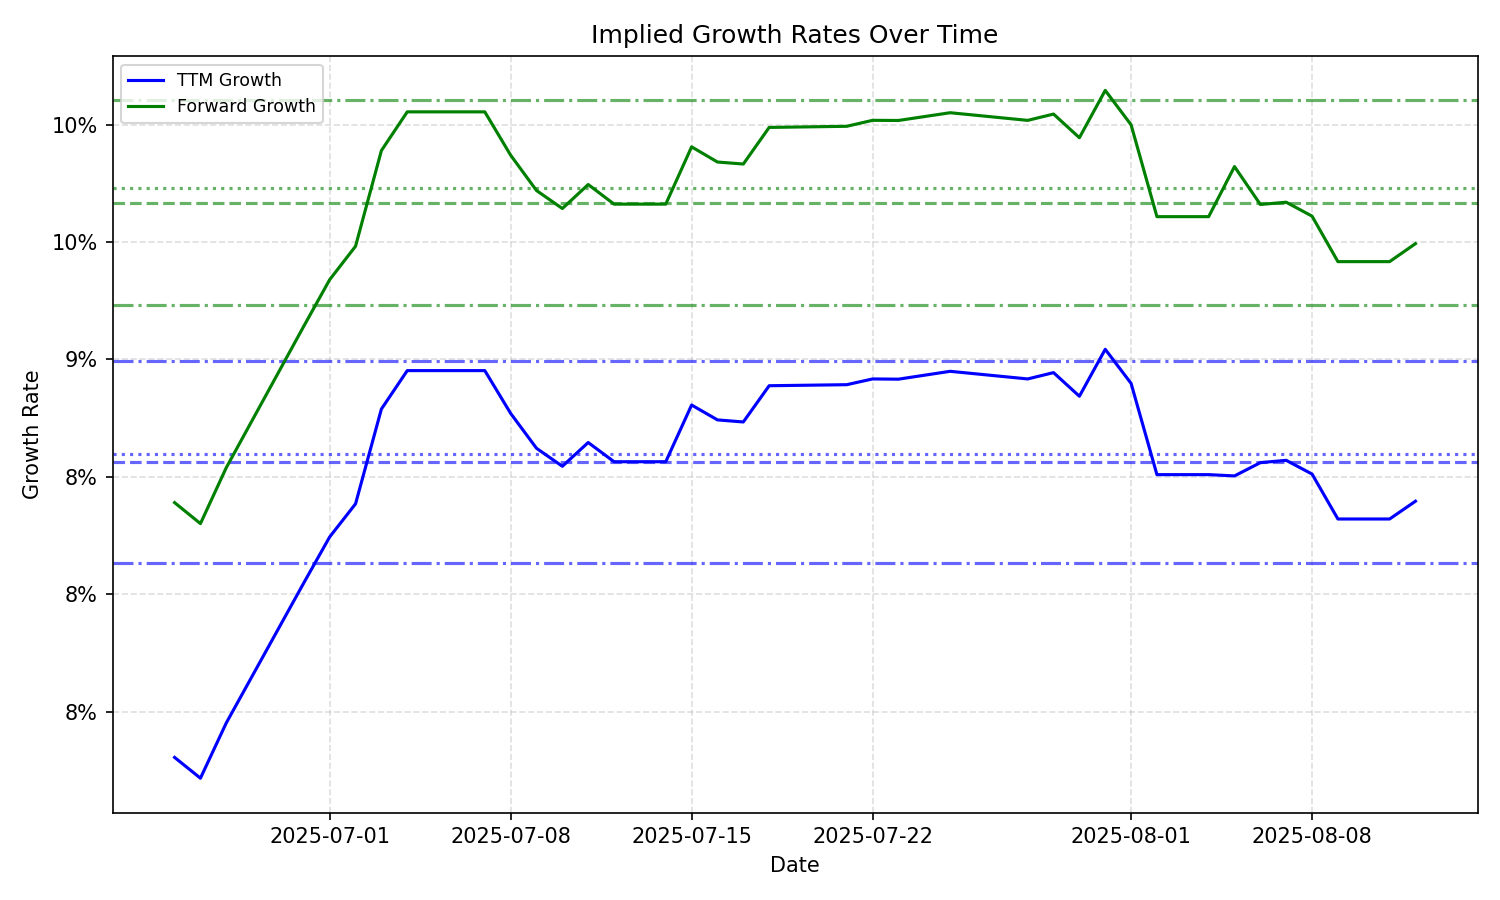 Implied Growth Rates Over Time
TTM Growth
Forward Growth
10%
10%
9%
8%
8%
8%
Growth Rate
2025-07-01
2025-07-08
2025-07-15
2025-07-22
2025-08-01
2025-08-08
Date